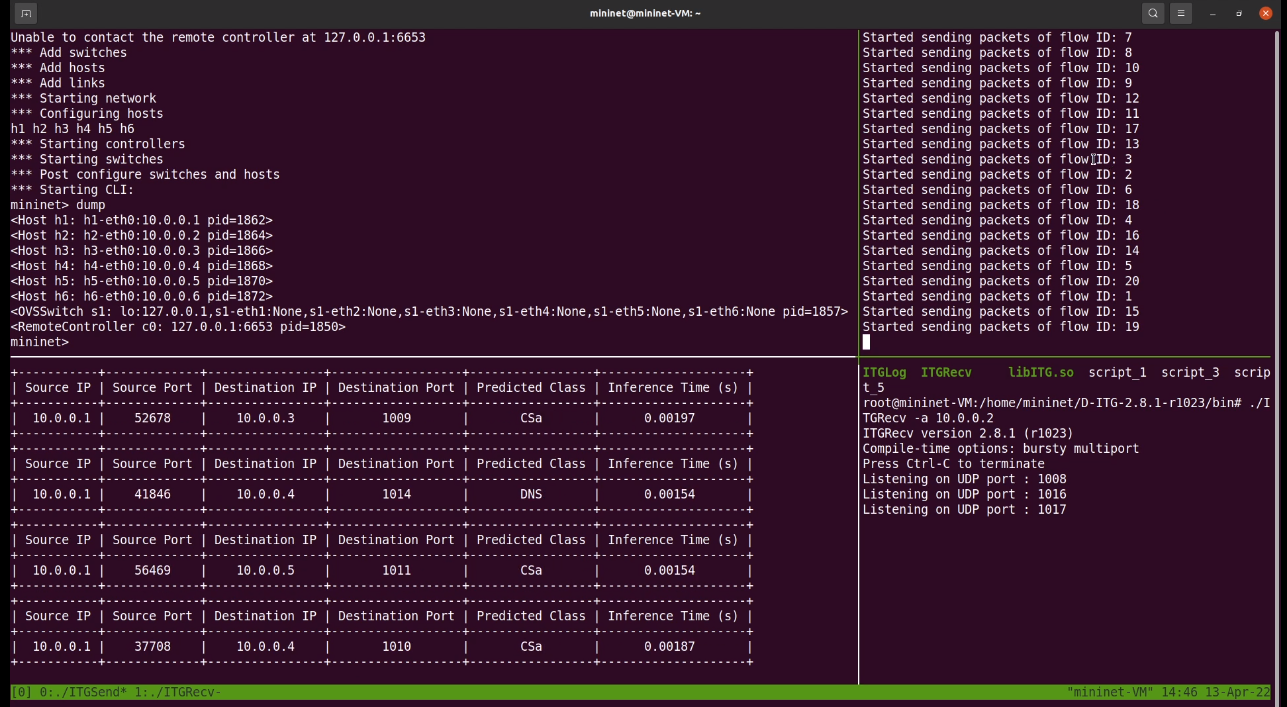 mininet@mininet-VM: ~
Unable to contact the remote controller at 127.0.0.1:6653
*** Add switches
*** Add hosts
*** Add links
*** Starting network
*** Configuring hosts
h1 h2 h3 h4 h5 h6
*** Starting controllers
*** Starting switches
*** Post configure switches and hosts
*** Starting CLI:
mininet> dump
<Host h1: h1-eth0:10.0.0.1 pid=1862>
<Host h2: h2-eth0:10.0.0.2 pid=1864>
<Host h3: h3-eth0:10.0.0.3 pid=1866>
<Host h4: h4-eth0:10.0.0.4 pid=1868>
<Host h5: h5-eth0:10.0.0.5 pid=1870>
<Host h6: h6-eth0:10.0.0.6 pid=1872>
<OVSSwitch s1: lo:127.0.0.1,s1-eth1:None,s1-eth2:None,s1-eth3:None,s1-eth4:None,s1-eth5:None,s1-eth6:None pid=1857>
<RemoteController c0: 127.0.0.1:6653 pid=1850>
mininet>
Started sending packets of flow ID: 7
Started sending packets of flow ID: 8
Started sending packets of flow ID: 10
Started sending packets of flow ID: 9
Started sending packets of flow ID: 12
Started sending packets of flow ID: 11
Started sending packets of flow ID: 17
Started sending packets of flow ID: 13
Started sending packets of flow ID: 3
Started sending packets of flow ID: 2
Started sending packets of flow ID: 6
Started sending packets of flow ID: 18
Started sending packets of flow ID: 4
Started sending packets of flow ID: 16
Started sending packets of flow ID: 14
Started sending packets of flow ID: 5
Started sending packets of flow ID: 20
Started sending packets of flow ID: 1
Started sending packets of flow ID: 15
Started sending packets of flow ID: 19
+-----------+-------------+----------------+------------------+-----------------+--------------------+
| Source IP | Source Port | Destination IP | Destination Port | Predicted Class | Inference Time (s) |
+-----------+-------------+----------------+------------------+-----------------+--------------------+
| 10.0.0.1 | 52678 | 10.0.0.3 | 1009 | CSa | 0.00197 |
+-----------+-------------+----------------+------------------+-----------------+--------------------+
+-----------+-------------+----------------+------------------+-----------------+--------------------+
| Source IP | Source Port | Destination IP | Destination Port | Predicted Class | Inference Time (s) |
+-----------+-------------+----------------+------------------+-----------------+--------------------+
| 10.0.0.1 | 41846 | 10.0.0.4 | 1014 | DNS | 0.00154 |
+-----------+-------------+----------------+------------------+-----------------+--------------------+
+-----------+-------------+----------------+------------------+-----------------+--------------------+
| Source IP | Source Port | Destination IP | Destination Port | Predicted Class | Inference Time (s) |
+-----------+-------------+----------------+------------------+-----------------+--------------------+
| 10.0.0.1 | 56469 | 10.0.0.5 | 1011 | CSa | 0.00154 |
+-----------+-------------+----------------+------------------+-----------------+--------------------+
+-----------+-------------+----------------+------------------+-----------------+--------------------+
| Source IP | Source Port | Destination IP | Destination Port | Predicted Class | Inference Time (s) |
+-----------+-------------+----------------+------------------+-----------------+--------------------+
| 10.0.0.1 | 37708 | 10.0.0.4 | 1010 | CSa | 0.00187 |
+-----------+-------------+----------------+------------------+-----------------+--------------------+
ITGLog ITGRecv libITG.so script_1 script_3 scrip
t_5
root@mininet-VM:/home/mininet/D-ITG-2.8.1-r1023/bin# ./I
TGRecv -a 10.0.0.2
ITGRecv version 2.8.1 (r1023)
Compile-time options: bursty multiport
Press Ctrl-C to terminate
Listening on UDP port : 1008
Listening on UDP port : 1016
Listening on UDP port : 1017
[0] 0:./ITGSend* 1:./ITGRecv- "mininet-VM" 14:46 13-Apr-22